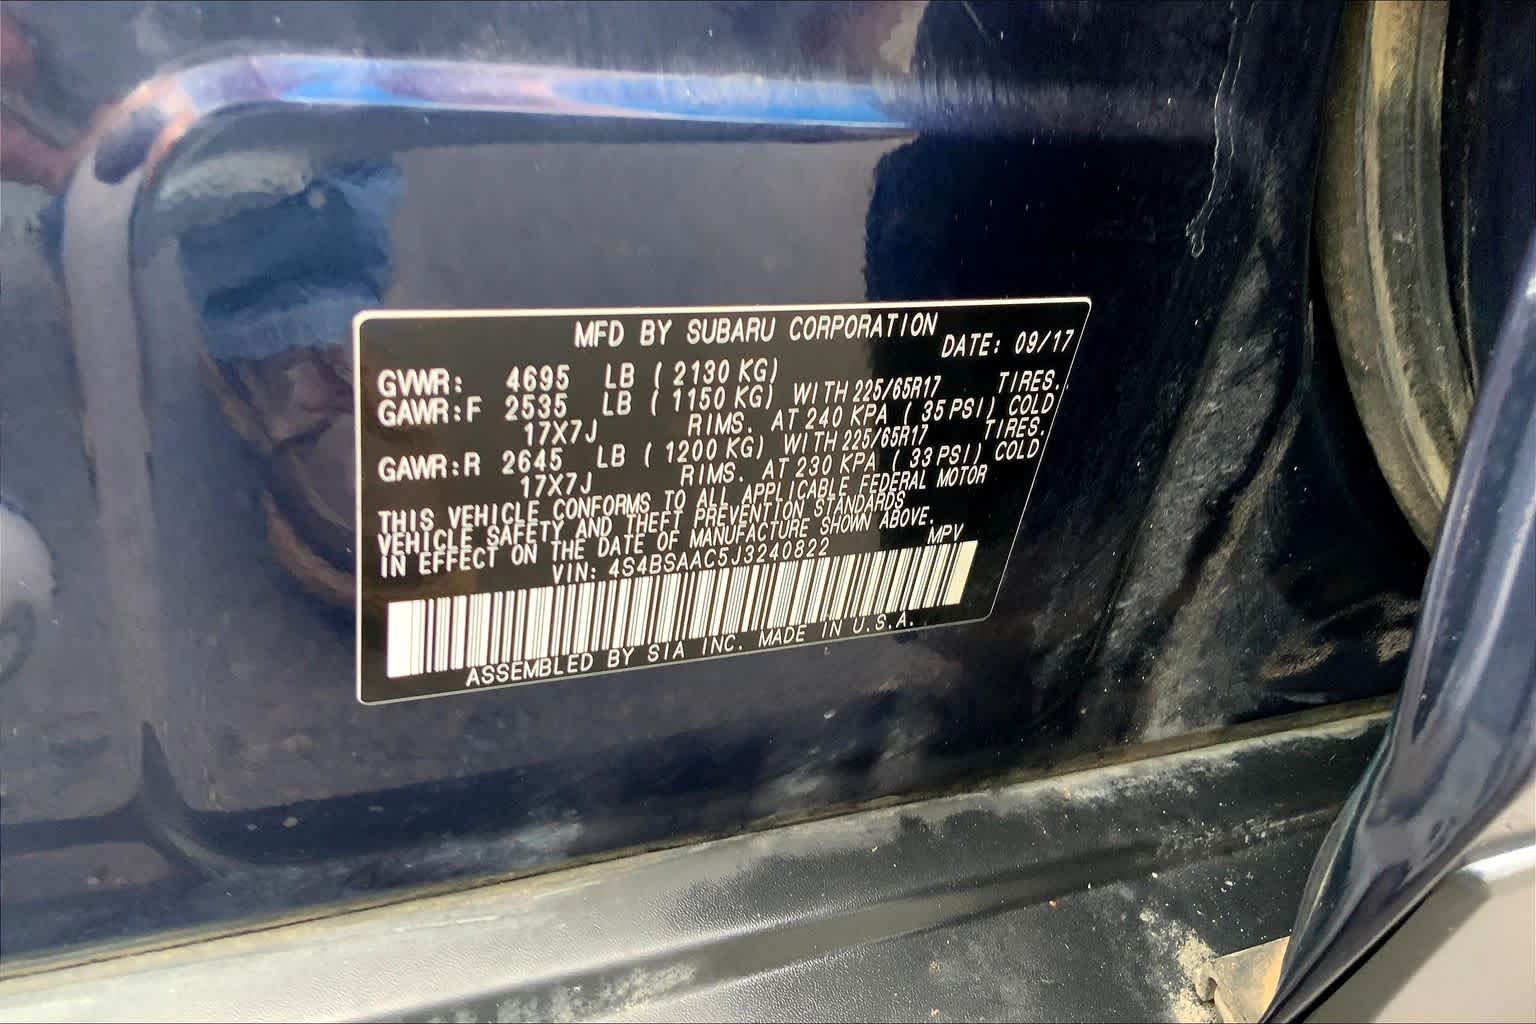 MFD BY SUBARU CORPORATION
DATE: 09/17
GVWR: 4695 LB (2130 KG)
GAWR:F 2535 LB (1150 KG) WITH 225/65R17 TIRES.
17X7J RIMS. AT 240 KPA (35 PSI) COLD
GAWR:R 2645 LB (1200 KG) WITH 225/65R17 TIRES.
17X7J RIMS. AT 230 KPA (33 PSI) COLD
THIS VEHICLE CONFORMS TO ALL APPLICABLE FEDERAL MOTOR
VEHICLE SAFETY AND THEFT PREVENTION STANDARDS
IN EFFECT ON THE DATE OF MANUFACTURE SHOWN ABOVE.
VIN: 4S4BSAAC5J3240822 MPV
ASSEMBLED BY SIA INC. MADE IN U.S.A.